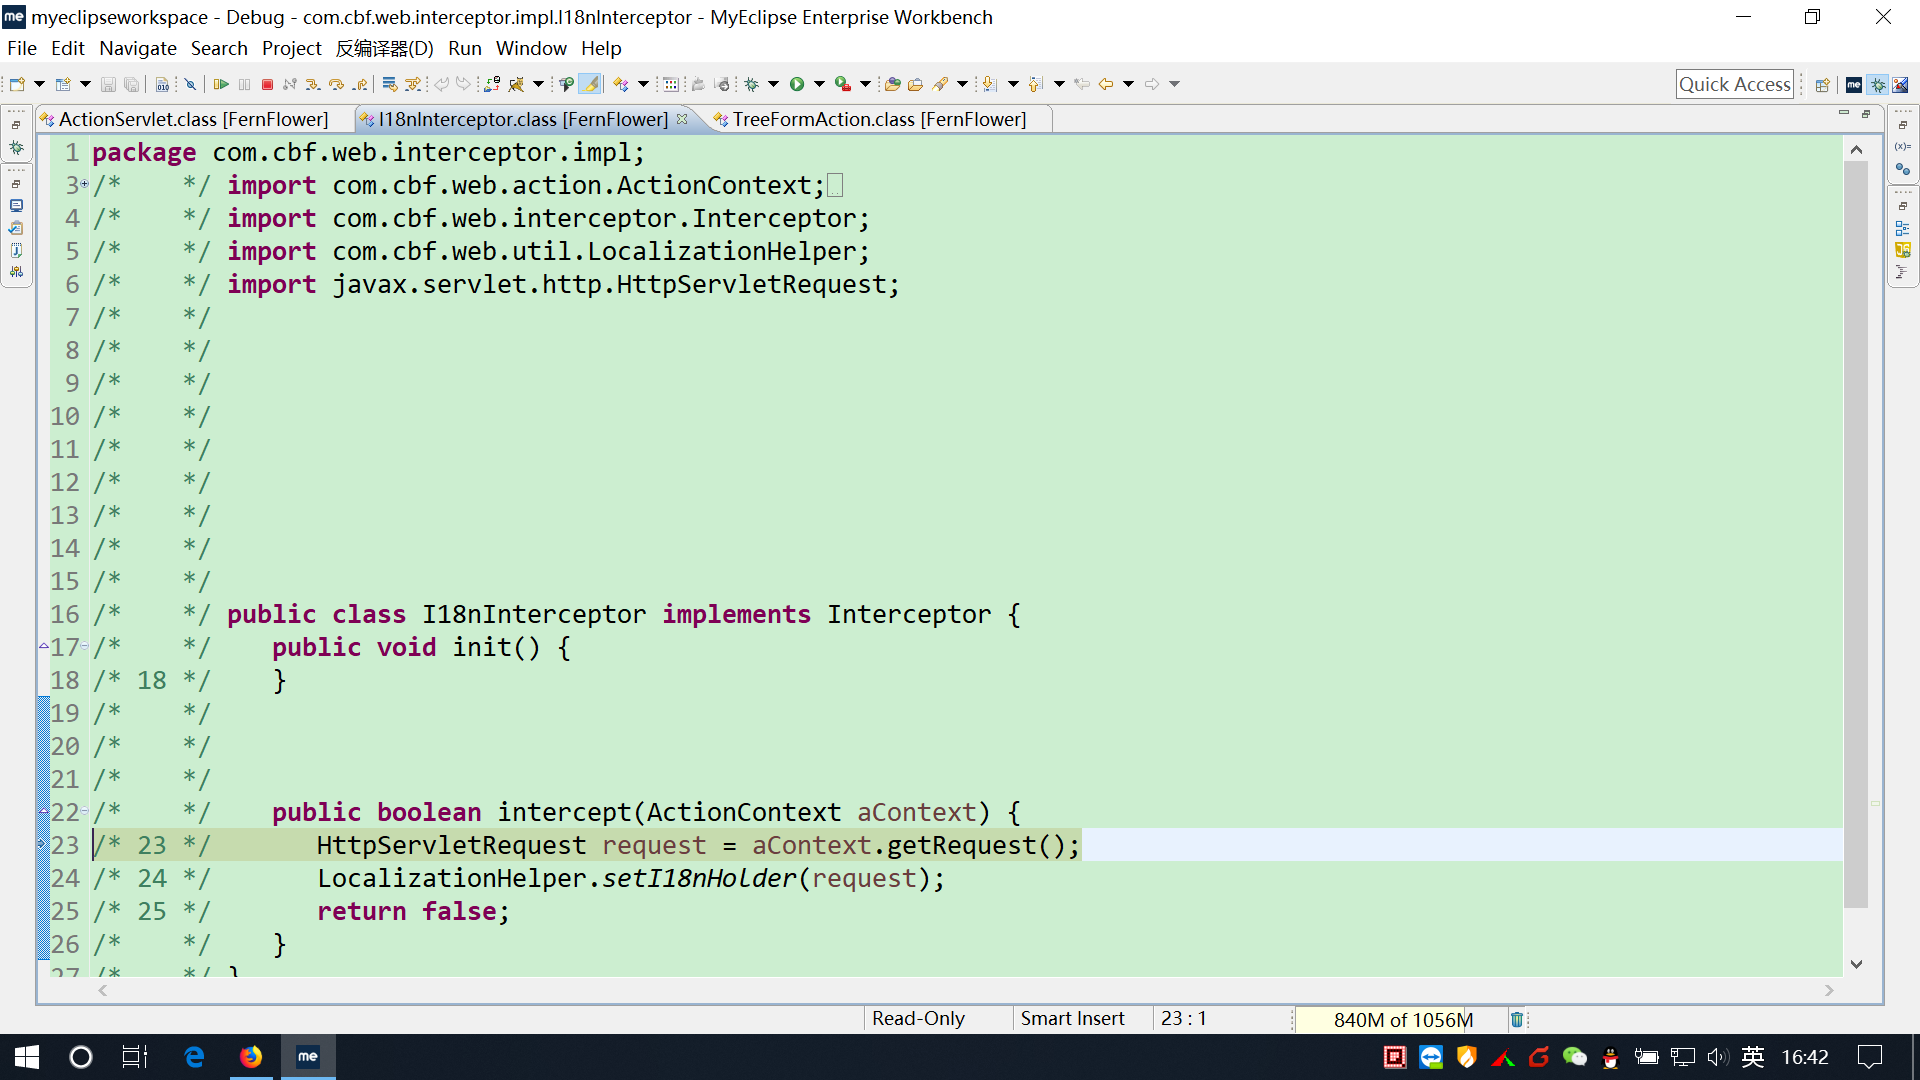 me myeclipseworkspace - Debug - com.cbf.web.interceptor.impl.I18nInterceptor - MyEclipse Enterprise Workbench
File Edit Navigate Search Project 反编译器(D) Run Window Help
Quick Access
ActionServlet.class [FernFlower] I18nInterceptor.class [FernFlower] TreeFormAction.class [FernFlower]
1 package com.cbf.web.interceptor.impl;
3 /* */ import com.cbf.web.action.ActionContext;
4 /* */ import com.cbf.web.interceptor.Interceptor;
5 /* */ import com.cbf.web.util.LocalizationHelper;
6 /* */ import javax.servlet.http.HttpServletRequest;
7 /* */
8 /* */
9 /* */
10 /* */
11 /* */
12 /* */
13 /* */
14 /* */
15 /* */
16 /* */ public class I18nInterceptor implements Interceptor {
17 /* */ public void init() {
18 /* 18 */ }
19 /* */
20 /* */
21 /* */
22 /* */ public boolean intercept(ActionContext aContext) {
23 /* 23 */ HttpServletRequest request = aContext.getRequest();
24 /* 24 */ LocalizationHelper.setI18nHolder(request);
25 /* 25 */ return false;
26 /* */ }
27 /* */ }
Read-Only Smart Insert 23 : 1 840M of 1056M
me 英 16:42